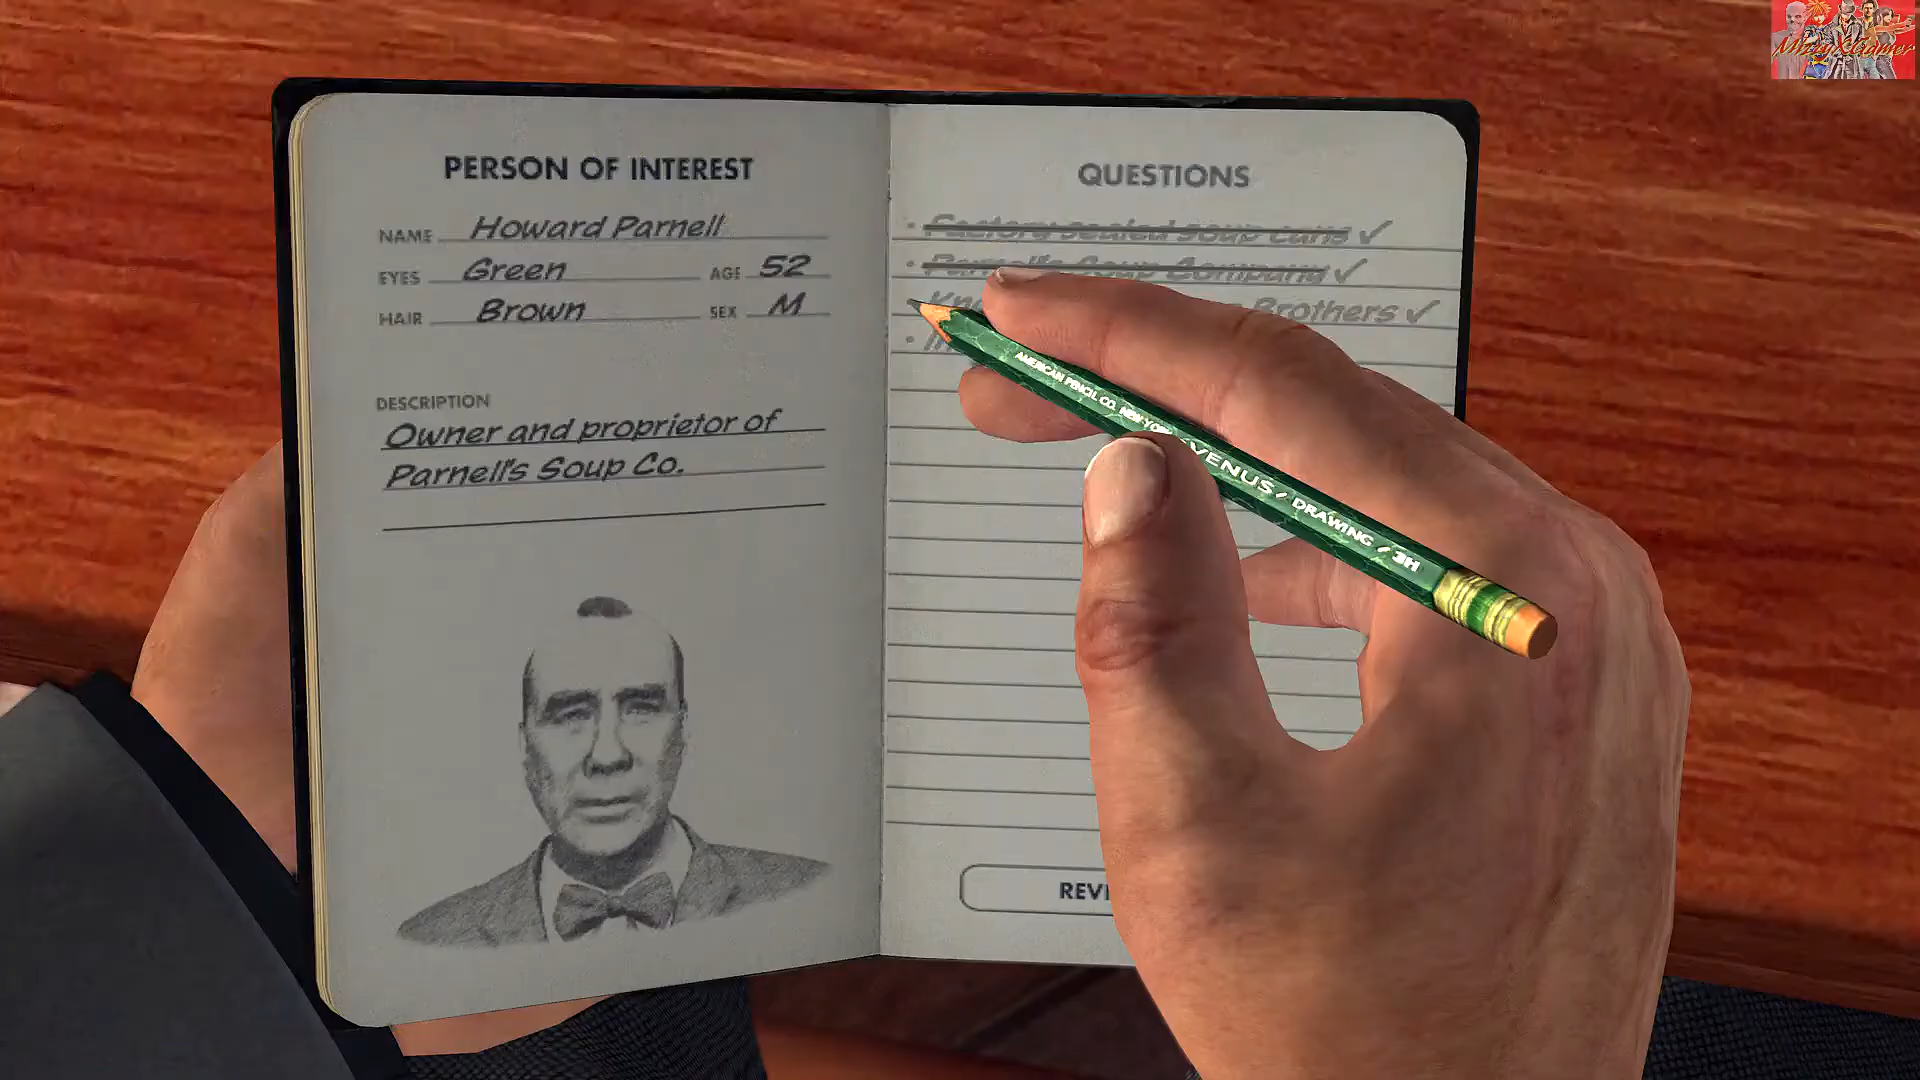 MizzyXGamer
PERSON OF INTEREST
NAME Howard Parnell
EYES Green AGE 52
HAIR Brown SEX M
DESCRIPTION
Owner and proprietor of
Parnell's Soup Co.
QUESTIONS
• Factory sealed soup cans ✓
• Parnell's Soup Company ✓
Brothers ✓
AMERICAN PENCIL CO. NEW YORK VENUS / DRAWING / 3H